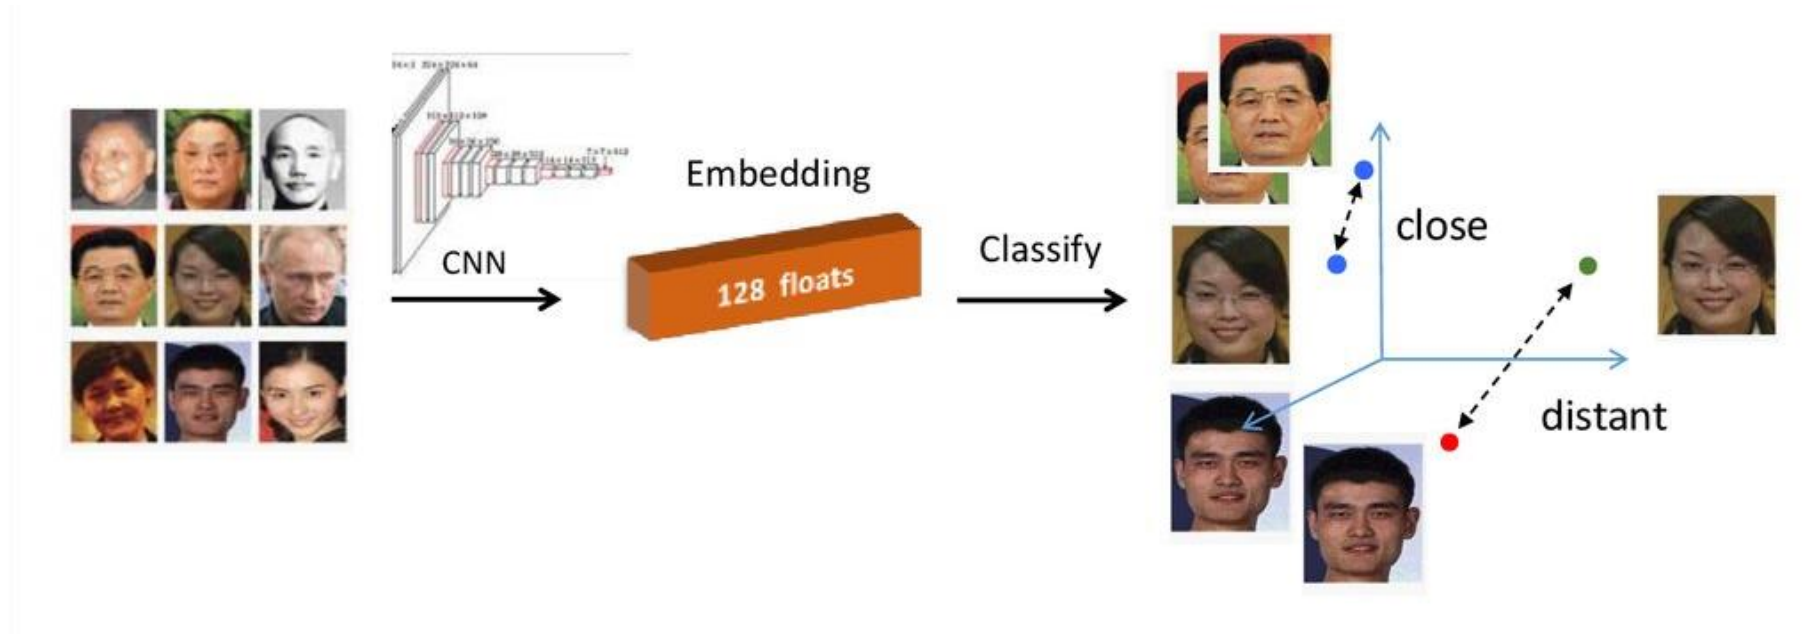 CNN
Embedding
128 floats
Classify
close
distant